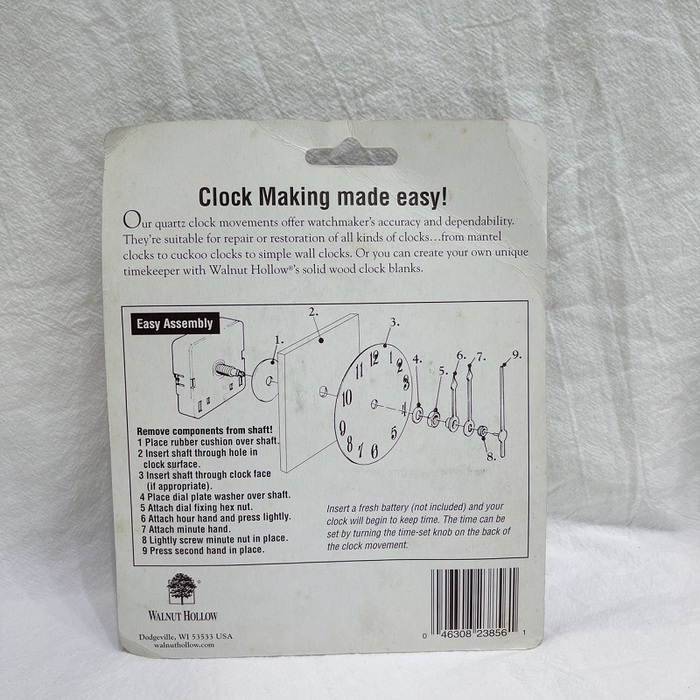 Clock Making made easy!
Our quartz clock movements offer watchmaker's accuracy and dependability.
They're suitable for repair or restoration of all kinds of clocks...from mantel
clocks to cuckoo clocks to simple wall clocks. Or you can create your own unique
timekeeper with Walnut Hollow®'s solid wood clock blanks.
Easy Assembly
1.
2.
3.
4.
5.
6.
7.
8.
9.
12
1
2
3
4
5
6
7
8
9
10
11
Remove components from shaft!
1 Place rubber cushion over shaft.
2 Insert shaft through hole in
clock surface.
3 Insert shaft through clock face
(if appropriate).
4 Place dial plate washer over shaft.
5 Attach dial fixing hex nut.
6 Attach hour hand and press lightly.
7 Attach minute hand.
8 Lightly screw minute nut in place.
9 Press second hand in place.
Insert a fresh battery (not included) and your
clock will begin to keep time. The time can be
set by turning the time-set knob on the back of
the clock movement.
WALNUT HOLLOW®
Dodgeville, WI 53533 USA
walnuthollow.com
0 46308 23856 1